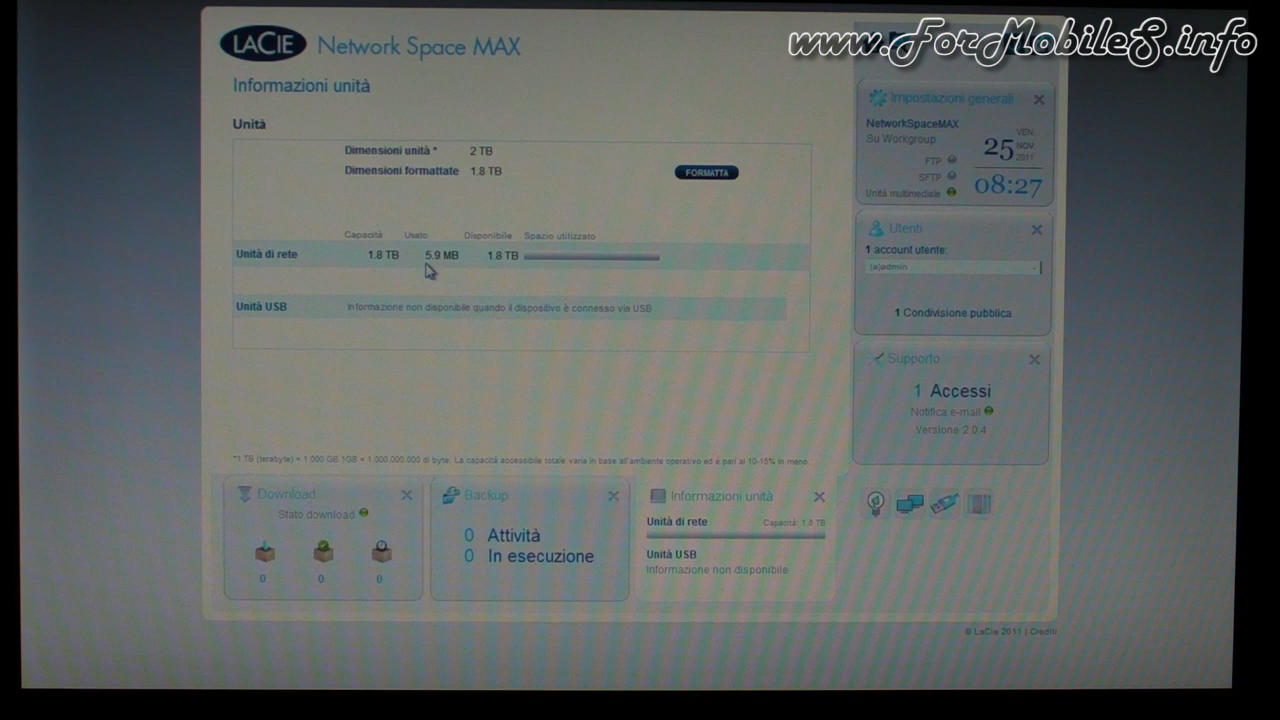 www.ForMobileS.info
LACIE Network Space MAX
Informazioni unità
Unità
Dimensioni unità * 2 TB
Dimensioni formattate 1.8 TB
FORMATTA
Capacità Usato Disponibile Spazio utilizzato
Unità di rete 1.8 TB 5.9 MB 1.8 TB
Unità USB Informazione non disponibile quando il dispositivo è connesso via USB
*1 TB (terabyte) = 1.000 GB. 1GB = 1.000.000.000 di byte. La capacità accessibile totale varia in base all'ambiente operativo ed è pari al 10-15% in meno.
Impostazioni generali
NetworkSpaceMAX
Su Workgroup
FTP
SFTP
Unità multimediale
VEN.
25 NOV.
2011
08:27
Utenti
1 account utente:
(a)admin
1 Condivisione pubblica
Supporto
1 Accessi
Notifica e-mail
Versione 2.0.4
Download
Stato download
0 0 0
Backup
0 Attività
0 In esecuzione
Informazioni unità
Unità di rete Capacità: 1.8 TB
Unità USB
Informazione non disponibile
© LaCie 2011 | Crediti